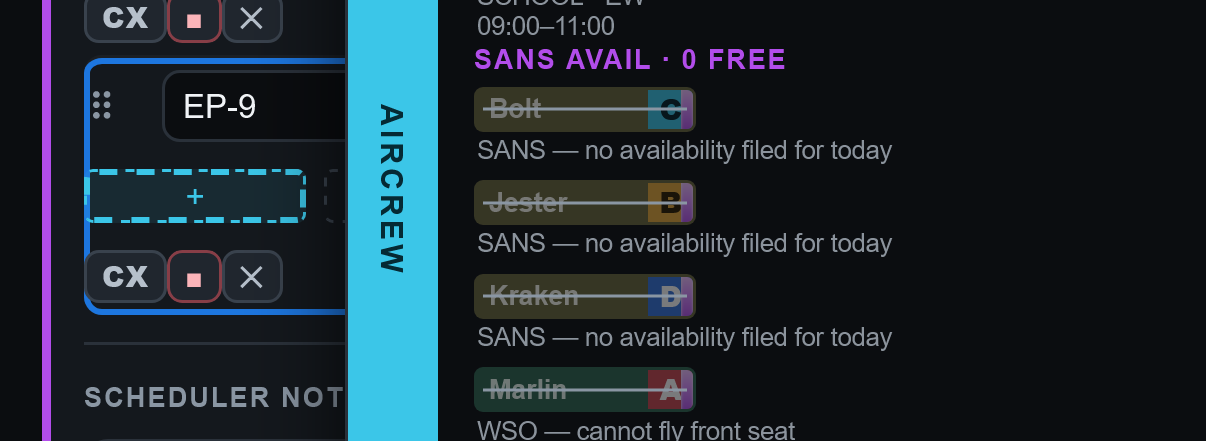 09:00–11:00
SANS AVAIL · 0 FREE
CX
EP-9
+
CX
SCHEDULER NOT
AIRCREW
Bolt C
SANS — no availability filed for today
Jester B
SANS — no availability filed for today
Kraken D
SANS — no availability filed for today
Marlin A
WSO — cannot fly front seat